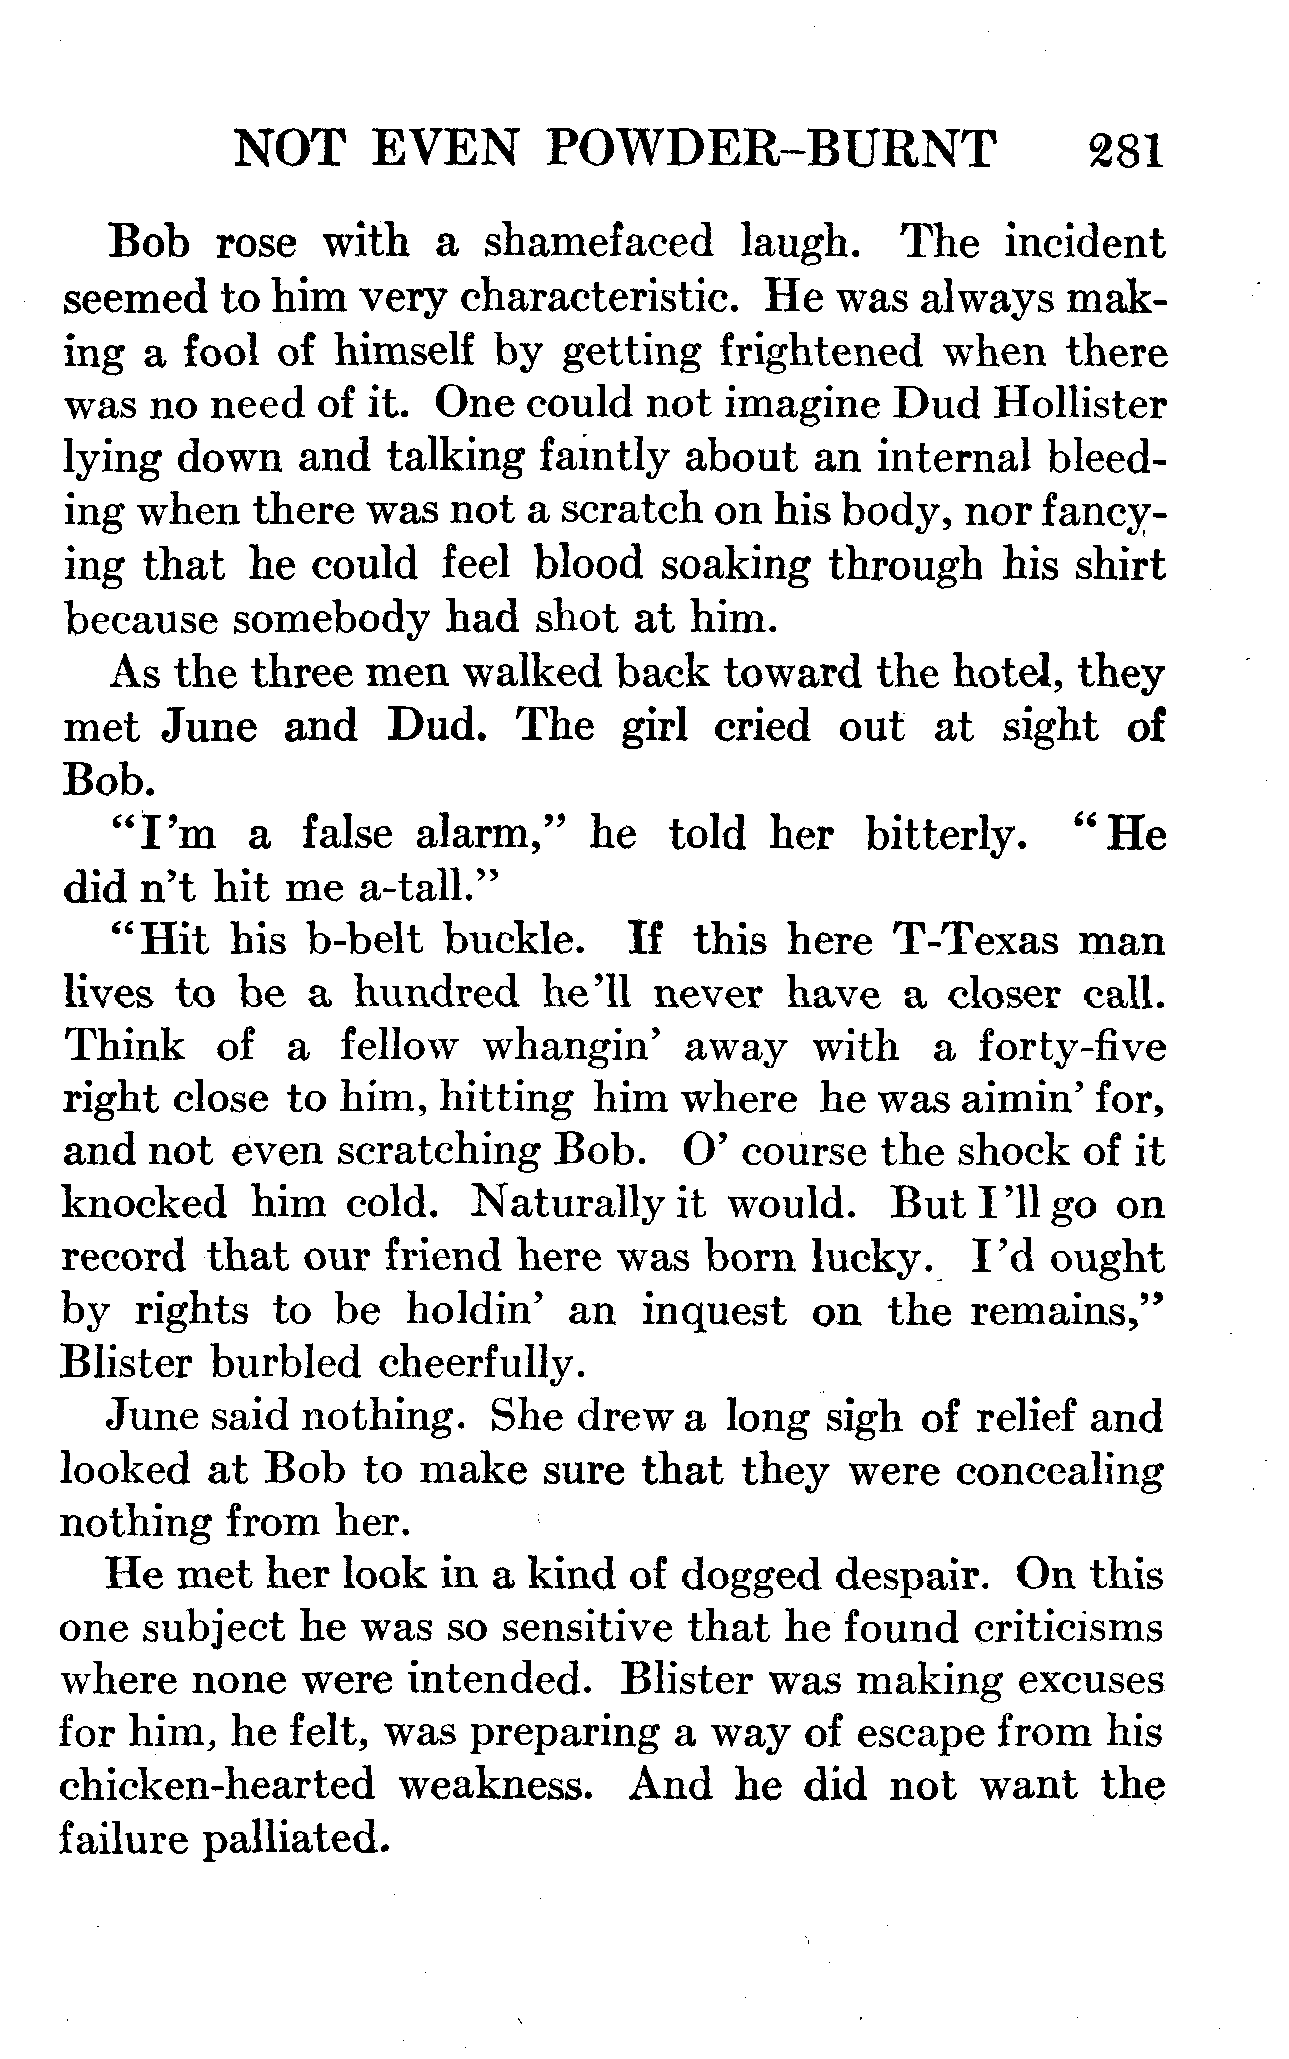 NOT EVEN POWDER-BURNT 281
Bob rose with a shamefaced laugh. The incident
seemed to him very characteristic. He was always mak-
ing a fool of himself by getting frightened when there
was no need of it. One could not imagine Dud Hollister
lying down and talking faintly about an internal bleed-
ing when there was not a scratch on his body, nor fancy-
ing that he could feel blood soaking through his shirt
because somebody had shot at him.
As the three men walked back toward the hotel, they
met June and Dud. The girl cried out at sight of
Bob.
“I’m a false alarm,” he told her bitterly. “He
did n’t hit me a-tall.”
“Hit his b-belt buckle. If this here T-Texas man
lives to be a hundred he’ll never have a closer call.
Think of a fellow whangin’ away with a forty-five
right close to him, hitting him where he was aimin’ for,
and not even scratching Bob. O’ course the shock of it
knocked him cold. Naturally it would. But I’ll go on
record that our friend here was born lucky. I’d ought
by rights to be holdin’ an inquest on the remains,”
Blister burbled cheerfully.
June said nothing. She drew a long sigh of relief and
looked at Bob to make sure that they were concealing
nothing from her.
He met her look in a kind of dogged despair. On this
one subject he was so sensitive that he found criticisms
where none were intended. Blister was making excuses
for him, he felt, was preparing a way of escape from his
chicken-hearted weakness. And he did not want the
failure palliated.